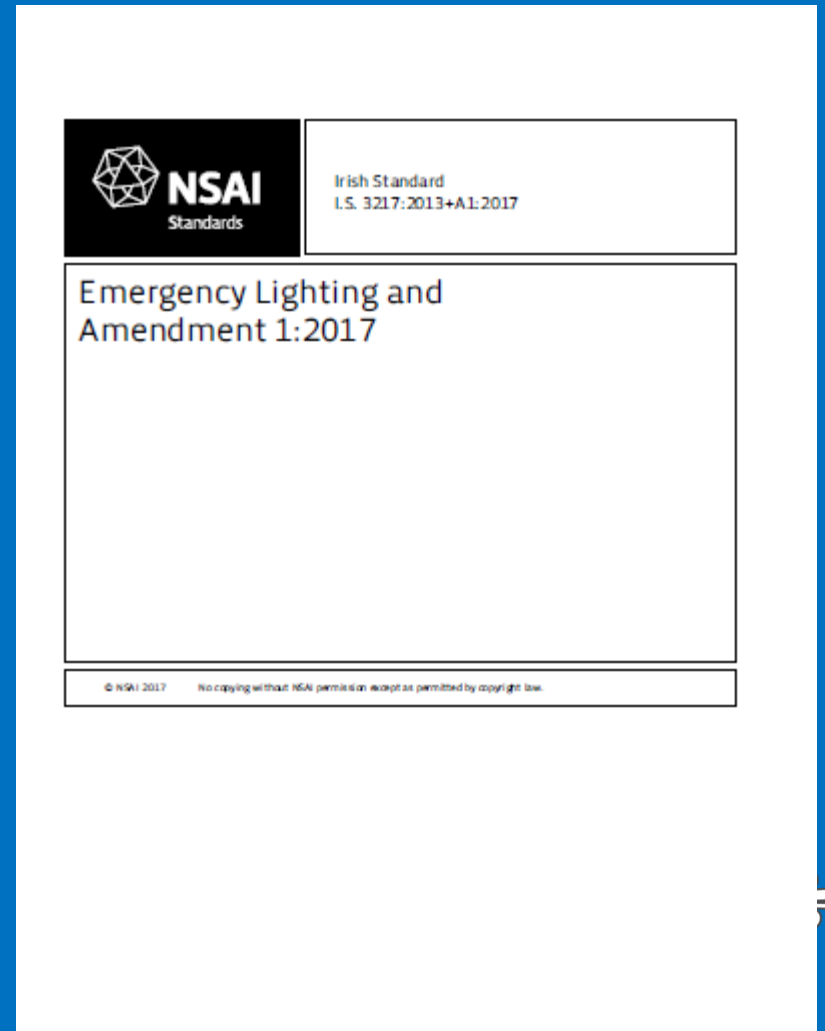 NSAI
Standards
Irish Standard
I.S. 3217:2013+A1:2017
Emergency Lighting and
Amendment 1:2017
© NSAI 2017 No copying without NSAI permission except as permitted by copyright law.